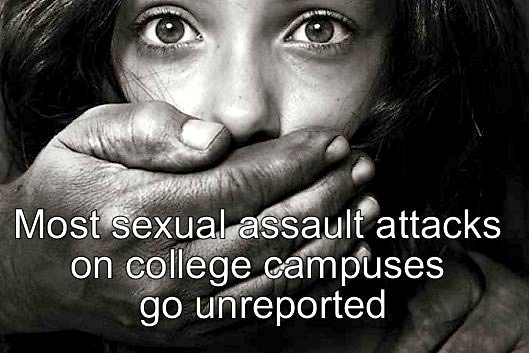 Most sexual assault attacks
on college campuses
go unreported